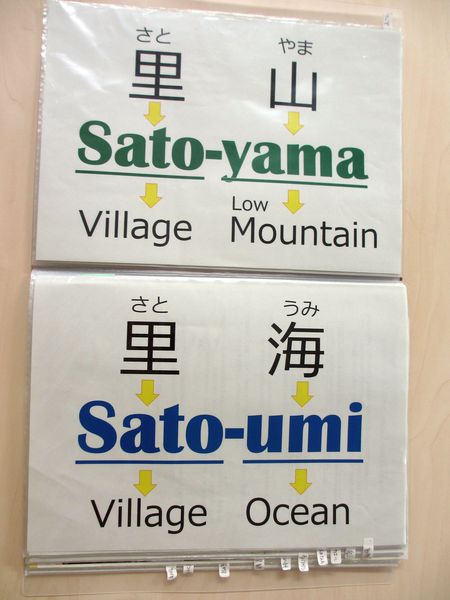 さと やま
里 山
Sato-yama
Low
Village Mountain
さと うみ
里 海
Sato-umi
Village Ocean